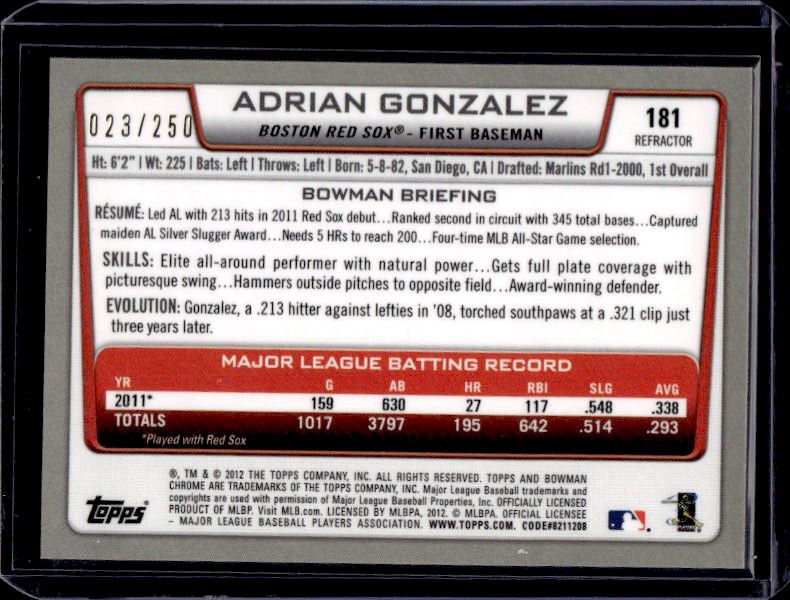 ADRIAN GONZALEZ
023/250
181
BOSTON RED SOX® - FIRST BASEMAN
REFRACTOR
Ht: 6'2" | Wt: 225 | Bats: Left | Throws: Left | Born: 5-8-82, San Diego, CA | Drafted: Marlins Rd1-2000, 1st Overall
BOWMAN BRIEFING
RÉSUMÉ: Led AL with 213 hits in 2011 Red Sox debut...Ranked second in circuit with 345 total bases...Captured
maiden AL Silver Slugger Award...Needs 5 HRs to reach 200...Four-time MLB All-Star Game selection.
SKILLS: Elite all-around performer with natural power...Gets full plate coverage with
picturesque swing...Hammers outside pitches to opposite field...Award-winning defender.
EVOLUTION: Gonzalez, a .213 hitter against lefties in '08, torched southpaws at a .321 clip just
three years later.
MAJOR LEAGUE BATTING RECORD
YR G AB HR RBI SLG AVG
2011* 159 630 27 117 .548 .338
TOTALS 1017 3797 195 642 .514 .293
*Played with Red Sox
®, TM & © 2012 THE TOPPS COMPANY, INC. ALL RIGHTS RESERVED. TOPPS AND BOWMAN
CHROME ARE TRADEMARKS OF THE TOPPS COMPANY, INC. Major League Baseball trademarks and
copyrights are used with permission of Major League Baseball Properties, Inc. OFFICIALLY LICENSED
PRODUCT OF MLBP. Visit MLB.com. LICENSED BY MLBPA, 2012. © MLBPA. OFFICIAL LICENSEE
- MAJOR LEAGUE BASEBALL PLAYERS ASSOCIATION. WWW.TOPPS.COM. CODE#8211208
Topps®